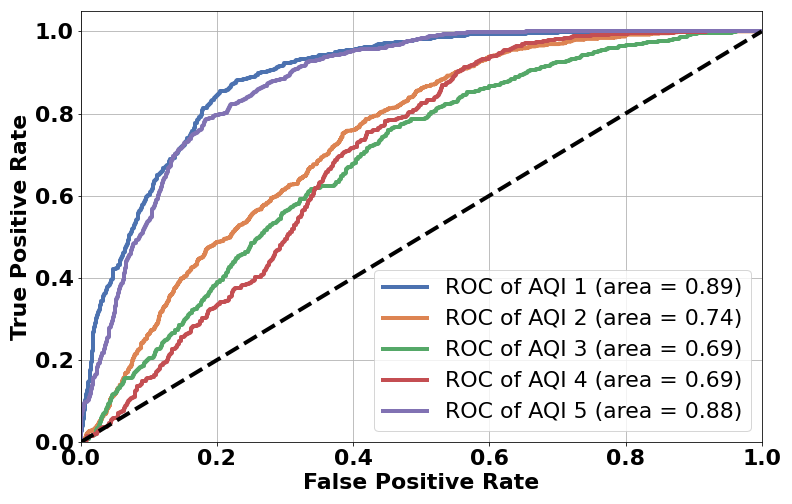 True Positive Rate
1.0
0.8
0.6
0.4
0.2
0.0
0.0 0.2 0.4 0.6 0.8 1.0
False Positive Rate
ROC of AQI 1 (area = 0.89)
ROC of AQI 2 (area = 0.74)
ROC of AQI 3 (area = 0.69)
ROC of AQI 4 (area = 0.69)
ROC of AQI 5 (area = 0.88)